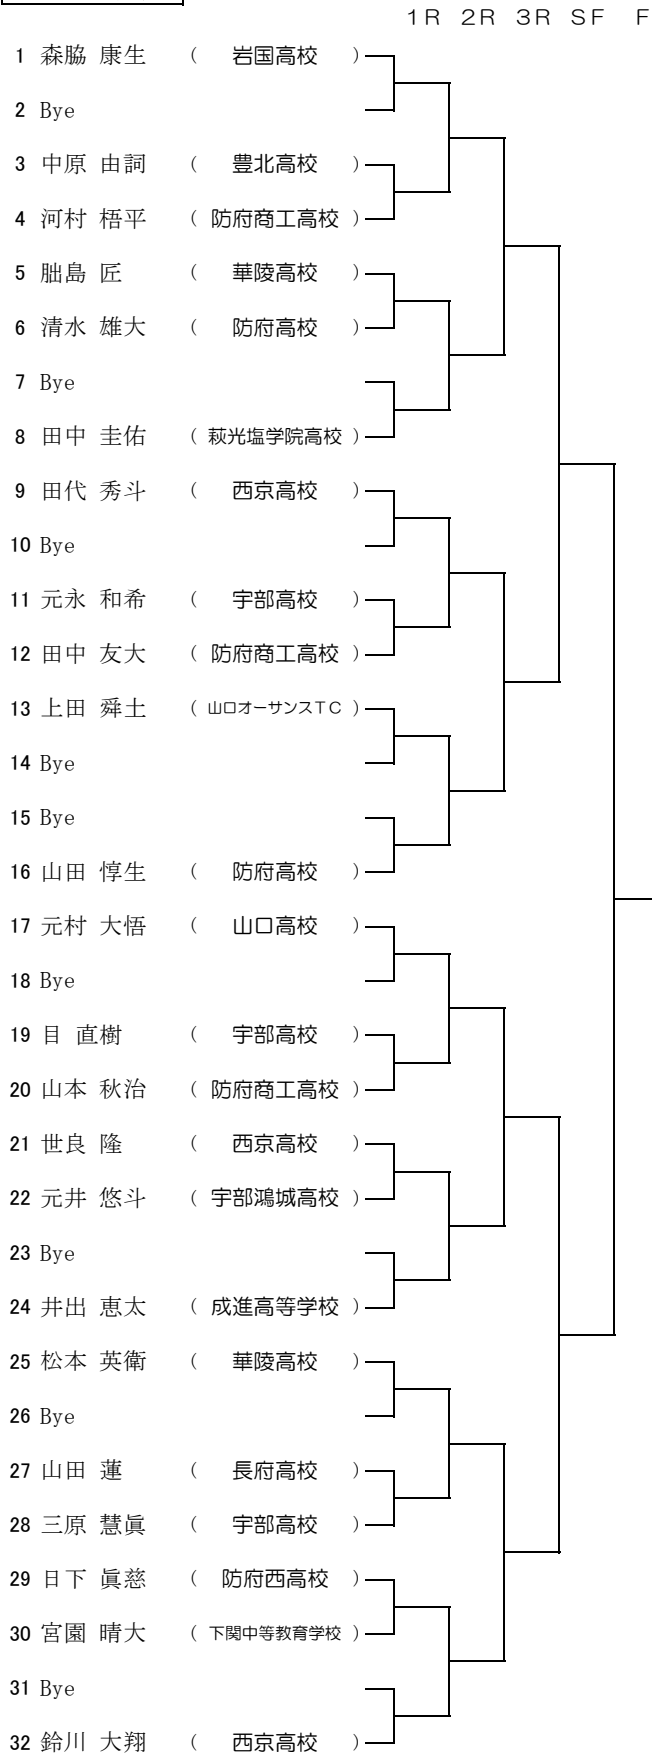 1R 2R 3R SF F
1 森脇 康生 ( 岩国高校 )
2 Bye
3 中原 由詞 ( 豊北高校 )
4 河村 梧平 ( 防府商工高校 )
5 朏島 匠 ( 華陵高校 )
6 清水 雄大 ( 防府高校 )
7 Bye
8 田中 圭佑 ( 萩光塩学院高校 )
9 田代 秀斗 ( 西京高校 )
10 Bye
11 元永 和希 ( 宇部高校 )
12 田中 友大 ( 防府商工高校 )
13 上田 舜土 ( 山口オーサンスTC )
14 Bye
15 Bye
16 山田 惇生 ( 防府高校 )
17 元村 大悟 ( 山口高校 )
18 Bye
19 目 直樹 ( 宇部高校 )
20 山本 秋治 ( 防府商工高校 )
21 世良 隆 ( 西京高校 )
22 元井 悠斗 ( 宇部鴻城高校 )
23 Bye
24 井出 恵太 ( 成進高等学校 )
25 松本 英衛 ( 華陵高校 )
26 Bye
27 山田 蓮 ( 長府高校 )
28 三原 慧眞 ( 宇部高校 )
29 日下 眞慈 ( 防府西高校 )
30 宮園 晴大 ( 下関中等教育学校 )
31 Bye
32 鈴川 大翔 ( 西京高校 )